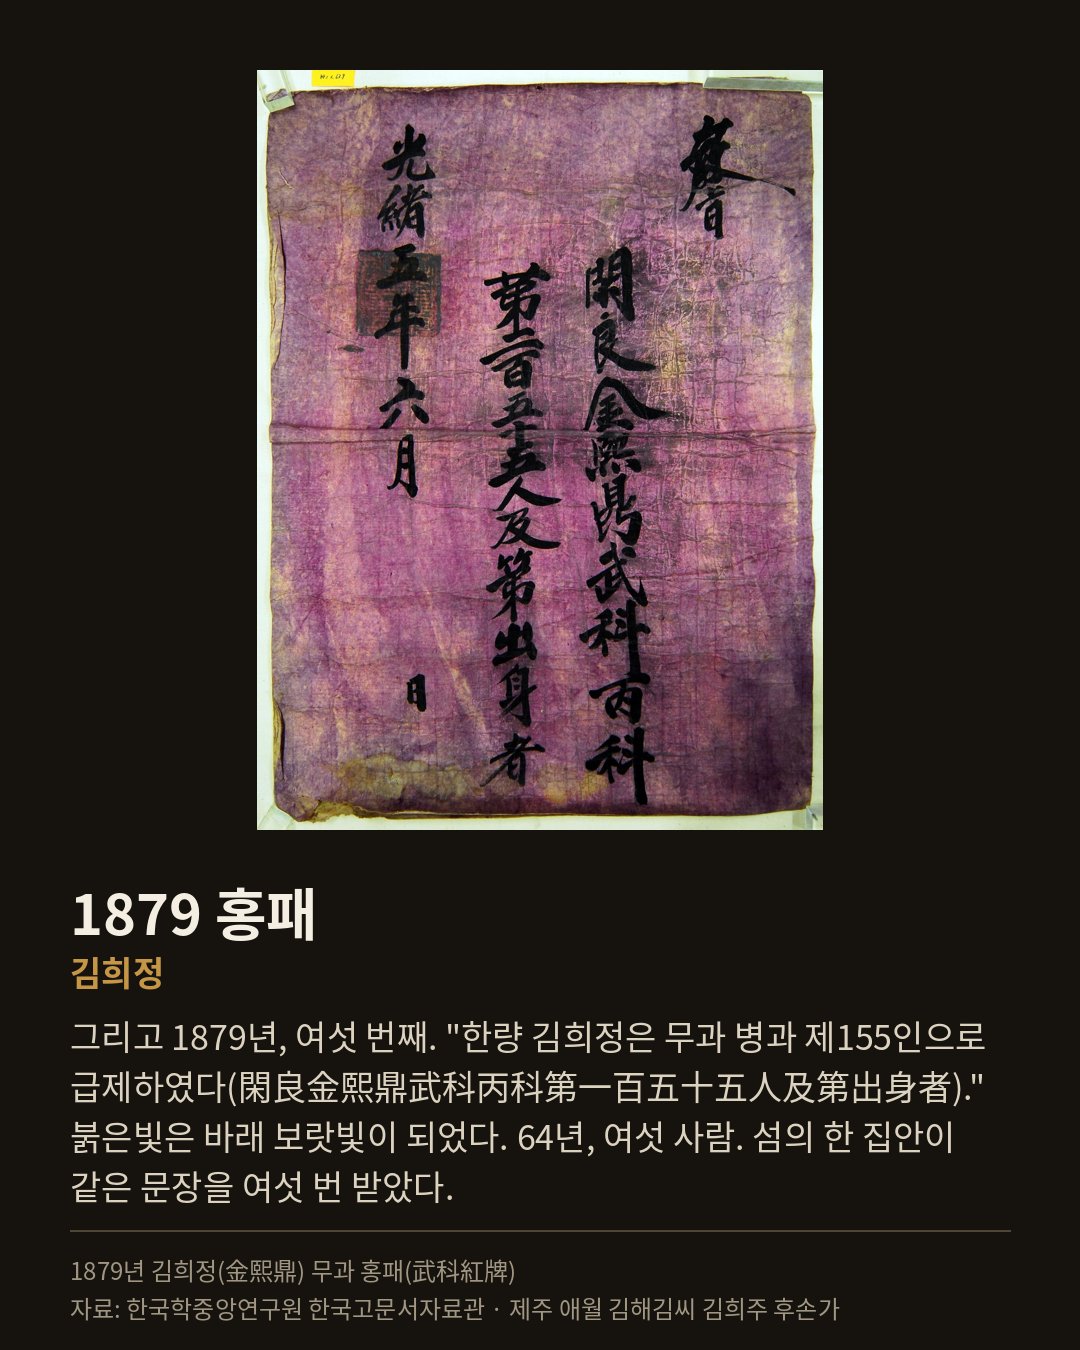 敎旨
閑良金熙鼎武科丙科
苐一百五十五人及第出身者
光緖五年六月 日
1879 홍패
김희정
그리고 1879년, 여섯 번째. "한량 김희정은 무과 병과 제155인으로
급제하였다(閑良金熙鼎武科丙科第一百五十五人及第出身者)."
붉은빛은 바래 보랏빛이 되었다. 64년, 여섯 사람. 섬의 한 집안이
같은 문장을 여섯 번 받았다.
1879년 김희정(金熙鼎) 무과 홍패(武科紅牌)
자료: 한국학중앙연구원 한국고문서자료관 · 제주 애월 김해김씨 김희주 후손가